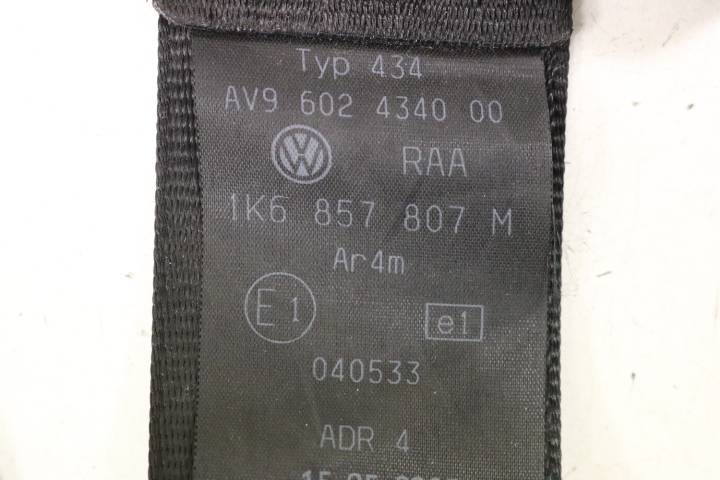 Typ 434
AV9 602 4340 00
RAA
1K6 857 807 M
Ar4m
E1 e1
040533
ADR 4